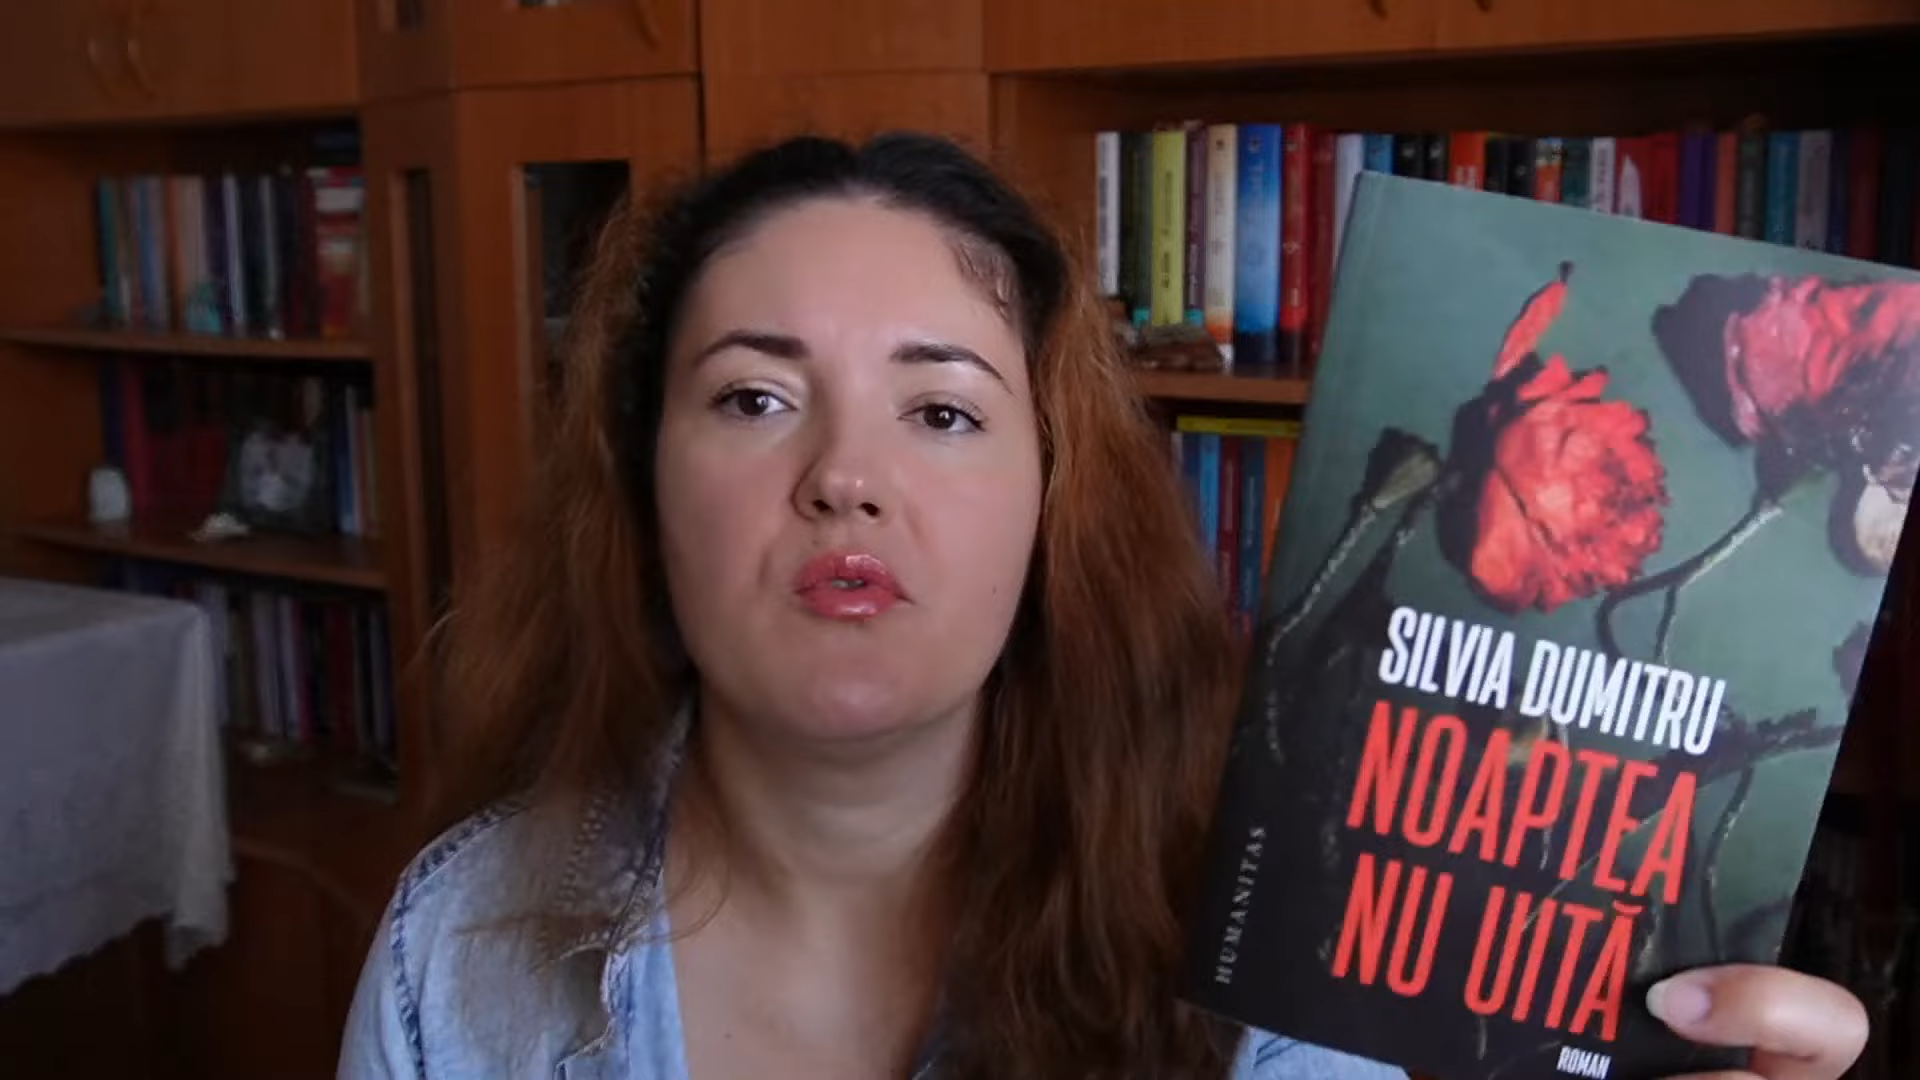 SILVIA DUMITRU
NOAPTEA
NU UITĂ
ROMAN
HUMANITAS